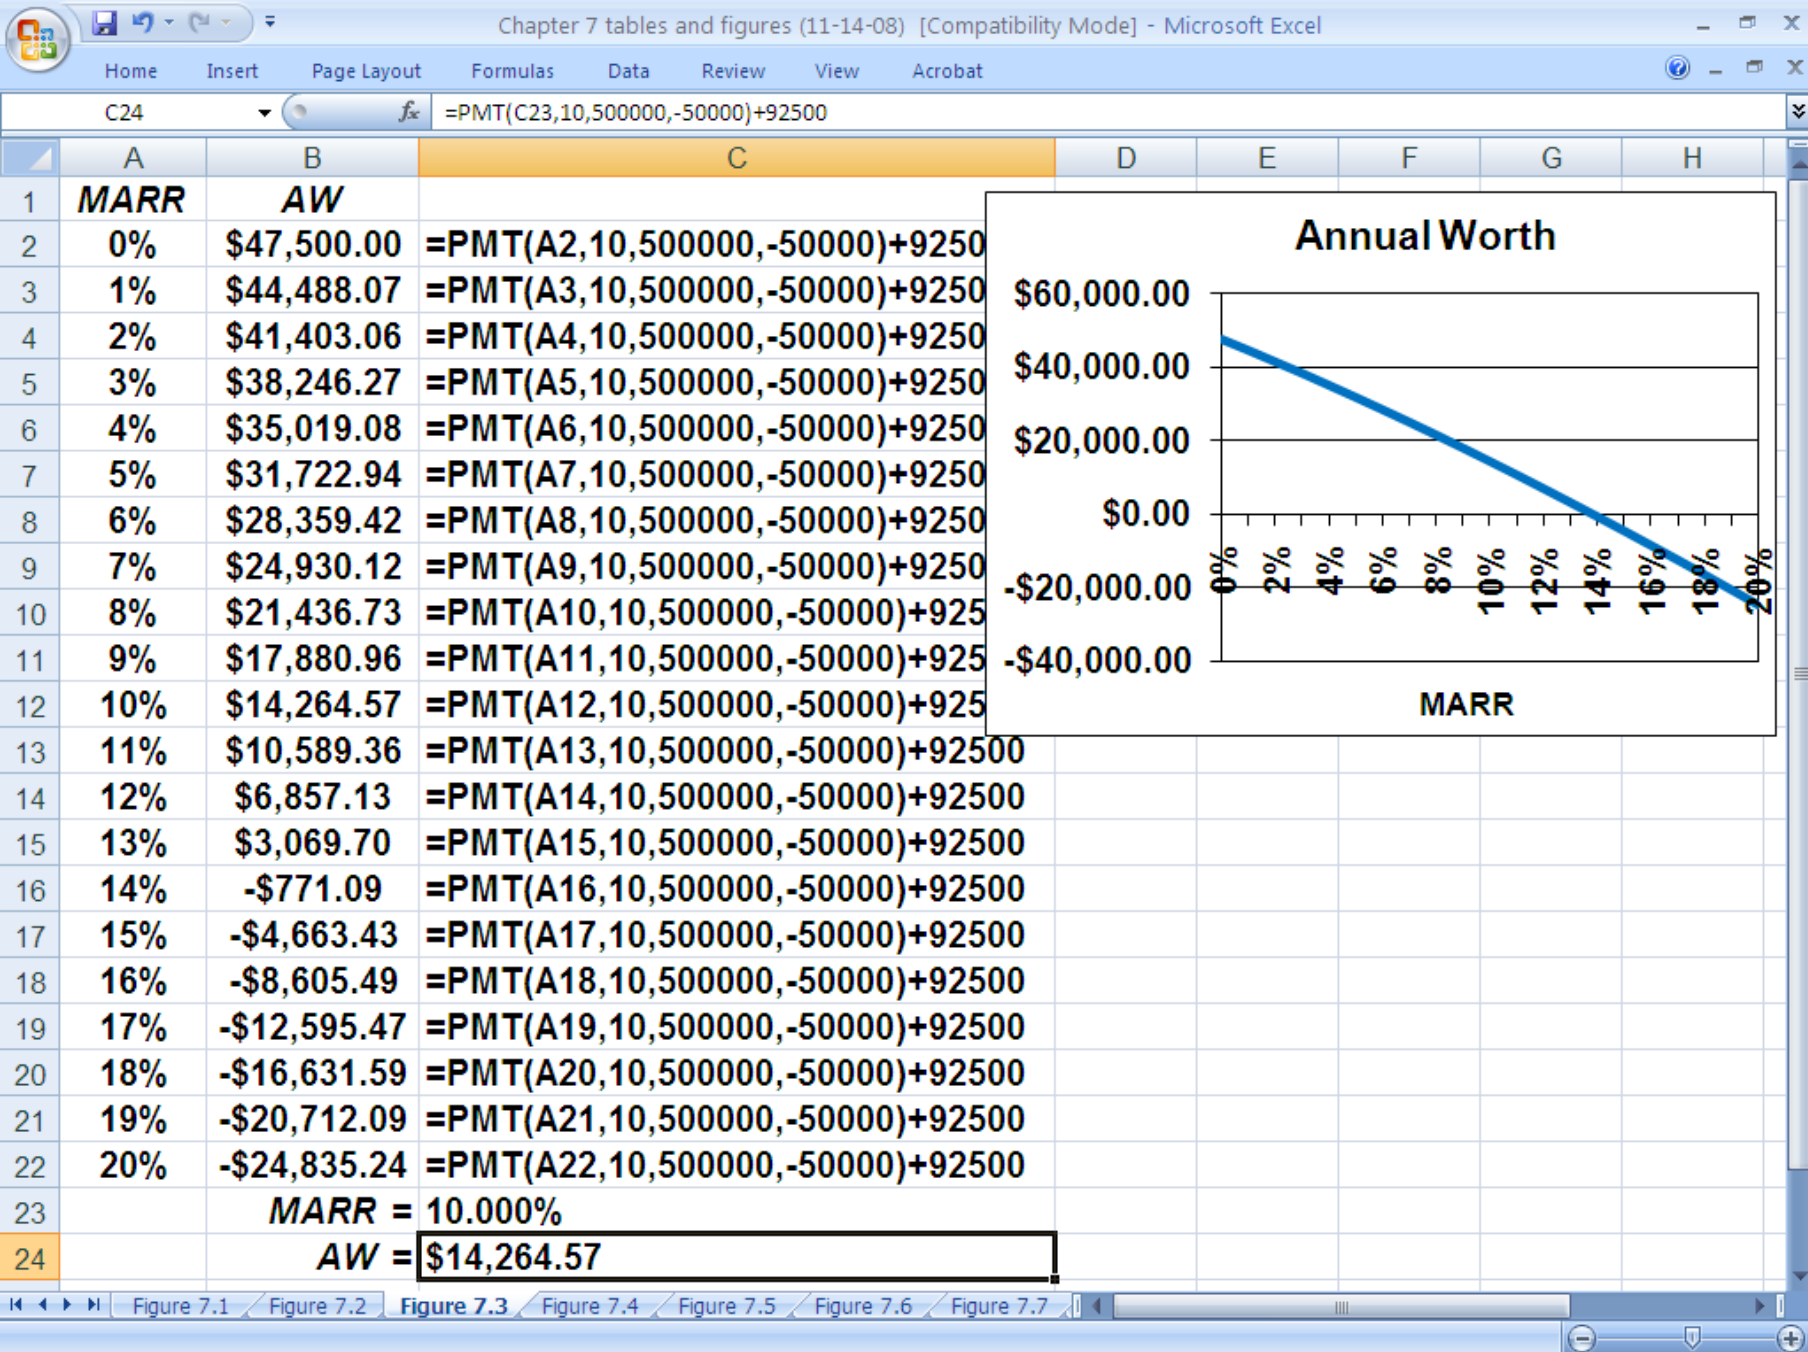 Chapter 7 tables and figures (11-14-08) [Compatibility Mode] - Microsoft Excel
Home Insert Page Layout Formulas Data Review View Acrobat
C24 fx =PMT(C23,10,500000,-50000)+92500
A B C D E F G H
1 MARR AW
2 0% $47,500.00 =PMT(A2,10,500000,-50000)+9250
3 1% $44,488.07 =PMT(A3,10,500000,-50000)+9250
4 2% $41,403.06 =PMT(A4,10,500000,-50000)+9250
5 3% $38,246.27 =PMT(A5,10,500000,-50000)+9250
6 4% $35,019.08 =PMT(A6,10,500000,-50000)+9250
7 5% $31,722.94 =PMT(A7,10,500000,-50000)+9250
8 6% $28,359.42 =PMT(A8,10,500000,-50000)+9250
9 7% $24,930.12 =PMT(A9,10,500000,-50000)+9250
10 8% $21,436.73 =PMT(A10,10,500000,-50000)+925
11 9% $17,880.96 =PMT(A11,10,500000,-50000)+925
12 10% $14,264.57 =PMT(A12,10,500000,-50000)+925
13 11% $10,589.36 =PMT(A13,10,500000,-50000)+92500
14 12% $6,857.13 =PMT(A14,10,500000,-50000)+92500
15 13% $3,069.70 =PMT(A15,10,500000,-50000)+92500
16 14% -$771.09 =PMT(A16,10,500000,-50000)+92500
17 15% -$4,663.43 =PMT(A17,10,500000,-50000)+92500
18 16% -$8,605.49 =PMT(A18,10,500000,-50000)+92500
19 17% -$12,595.47 =PMT(A19,10,500000,-50000)+92500
20 18% -$16,631.59 =PMT(A20,10,500000,-50000)+92500
21 19% -$20,712.09 =PMT(A21,10,500000,-50000)+92500
22 20% -$24,835.24 =PMT(A22,10,500000,-50000)+92500
23 MARR = 10.000%
24 AW = $14,264.57
Annual Worth
$60,000.00
$40,000.00
$20,000.00
$0.00
-$20,000.00
-$40,000.00
0% 2% 4% 6% 8% 10% 12% 14% 16% 18% 20%
MARR
Figure 7.1 Figure 7.2 Figure 7.3 Figure 7.4 Figure 7.5 Figure 7.6 Figure 7.7